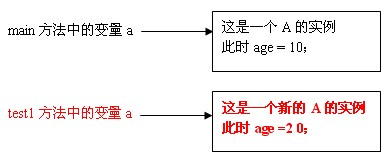 main 方法中的变量 a
这是一个 A 的实例
此时 age = 10；
test1 方法中的变量 a
这是一个新的 A 的实例
此时 age =2 0；